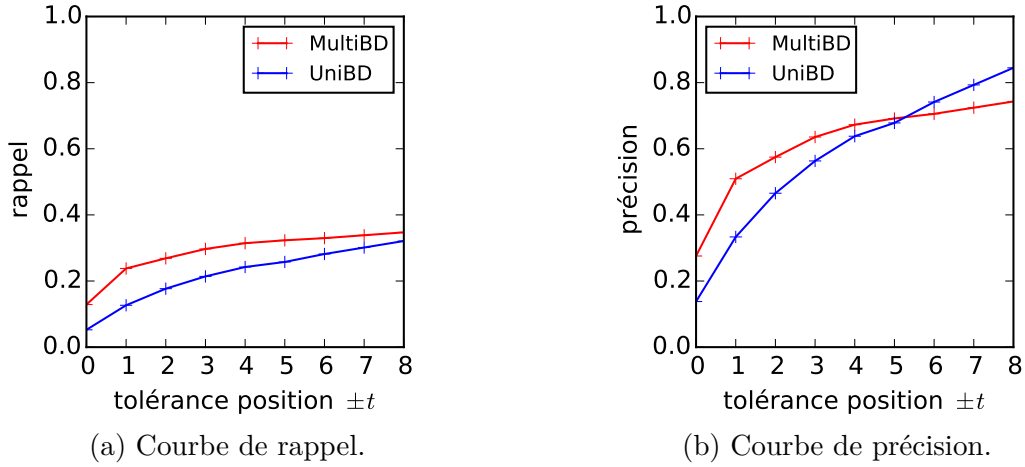 1.0
0.8
0.6
0.4
0.2
0.0
rappel
MultiBD
UniBD
0 1 2 3 4 5 6 7 8
tolérance position ±t
(a) Courbe de rappel.
1.0
0.8
0.6
0.4
0.2
0.0
précision
MultiBD
UniBD
0 1 2 3 4 5 6 7 8
tolérance position ±t
(b) Courbe de précision.